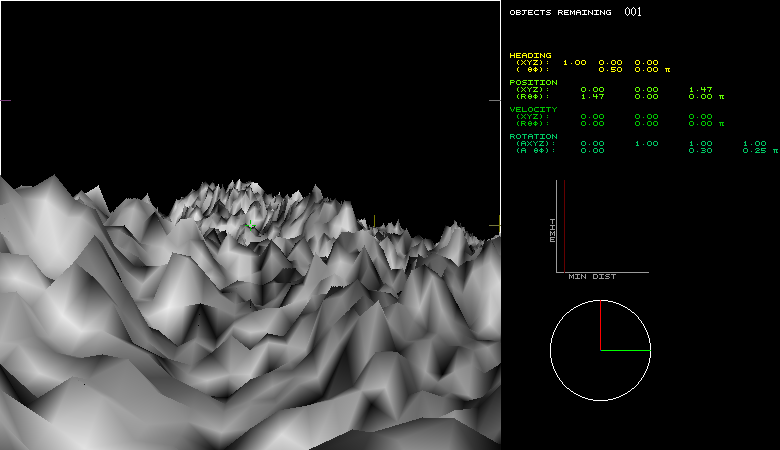 OBJECTS REMAINING 001
HEADING
(XYZ): 1.00 0.00 0.00
( θΦ): 0.50 0.00 π
POSITION
(XYZ): 0.00 0.00 1.47
(RθΦ): 1.47 0.00 0.00 π
VELOCITY
(XYZ): 0.00 0.00 0.00
(RθΦ): 0.00 0.00 0.00 π
ROTATION
(AXYZ): 0.00 1.00 1.00 1.00
(A θΦ): 0.00 0.30 0.25 π
TIME
MIN DIST